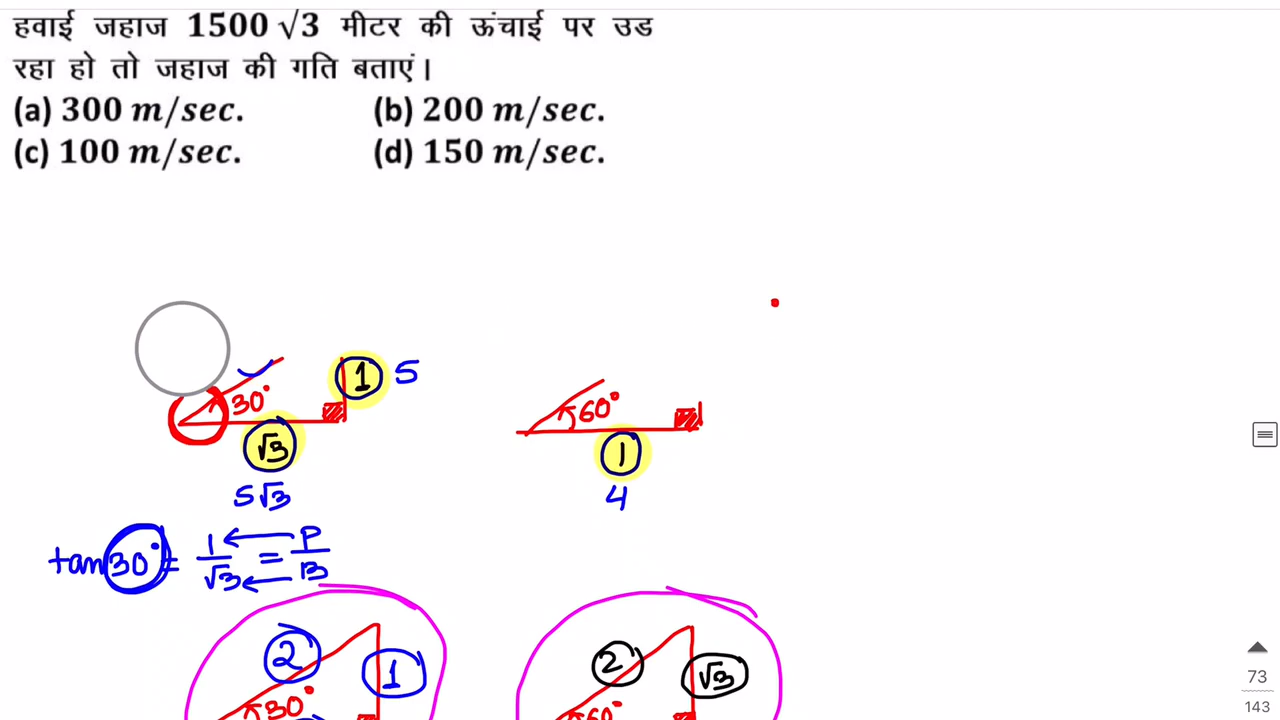 हवाई जहाज 1500 √3 मीटर की ऊंचाई पर उड
रहा हो तो जहाज की गति बताएं।
(a) 300 m/sec. (b) 200 m/sec.
(c) 100 m/sec. (d) 150 m/sec.
30° 1 5
√3
5√3
60°
1
4
tan 30° = 1/√3 = P/B
2 1
30°
2 √3
60°
73
143